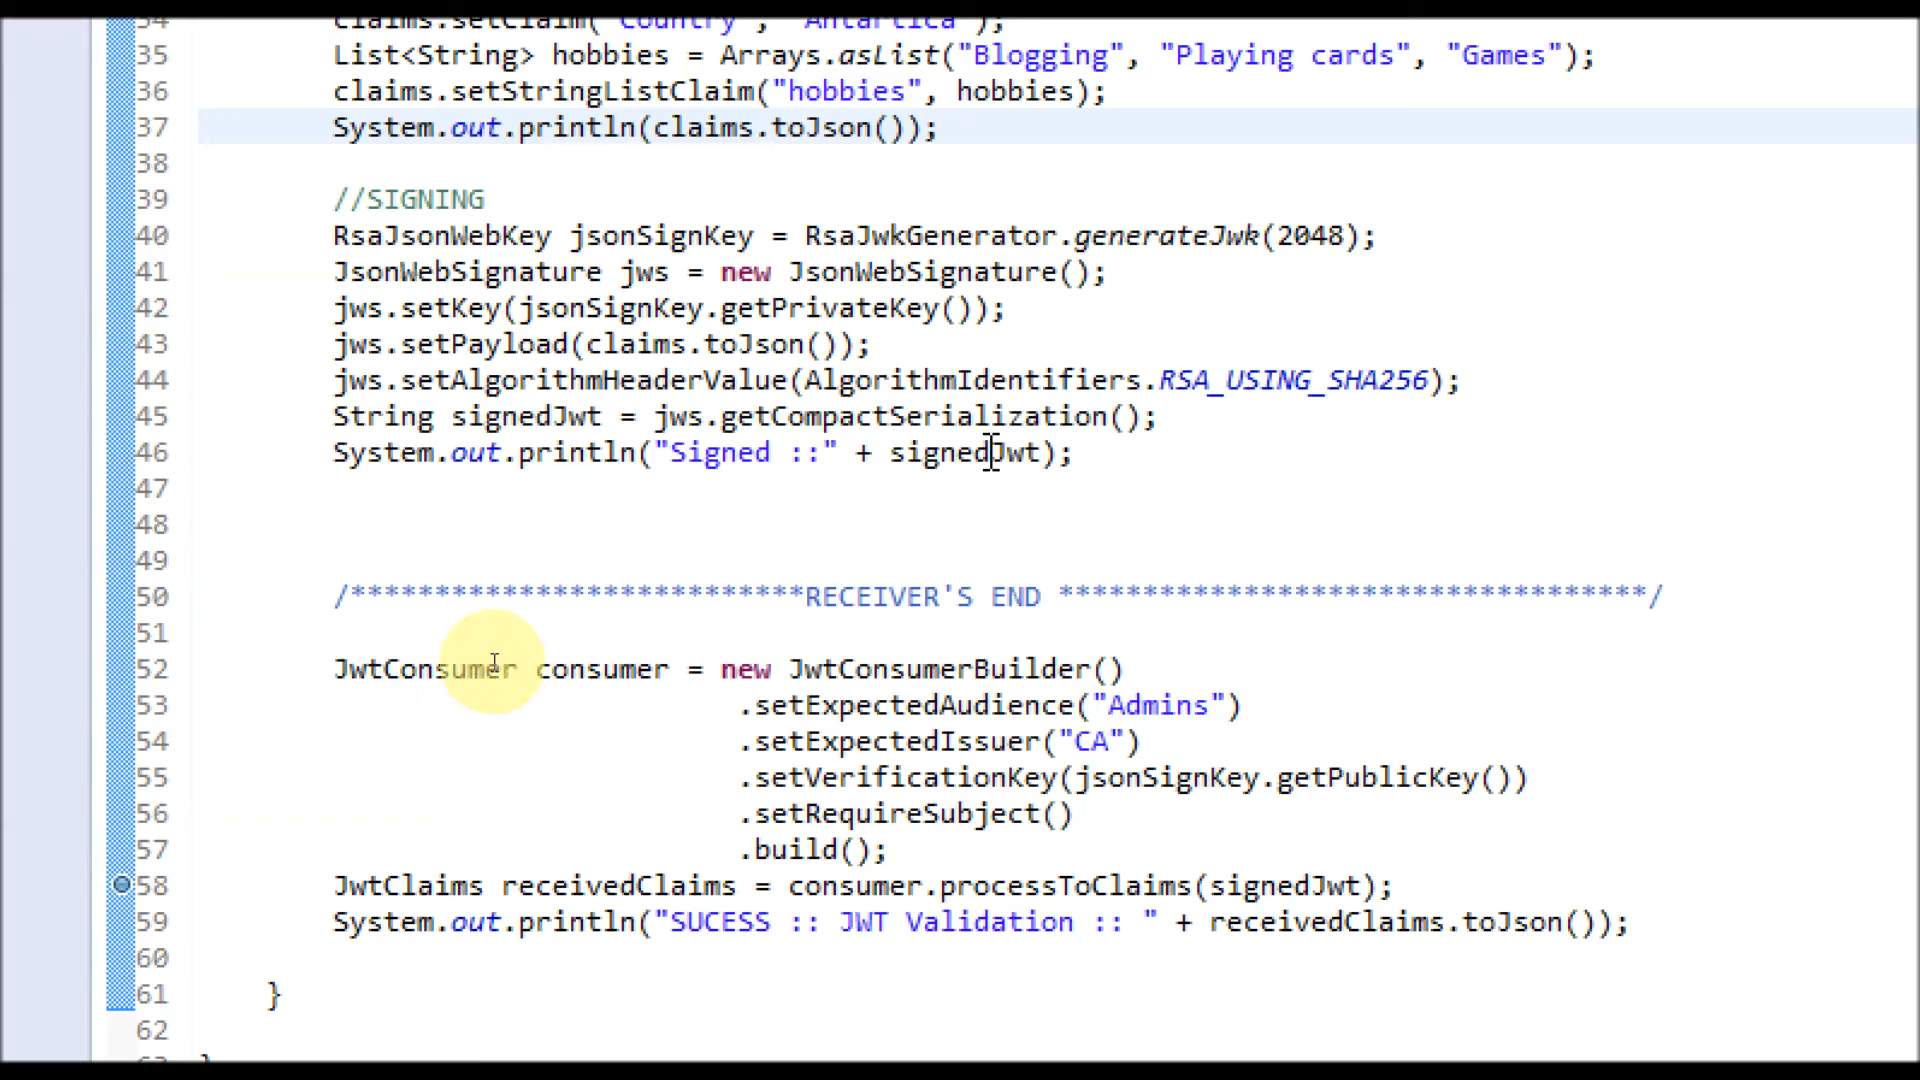 34 claims.setClaim("Country", "Antartica");
35 List<String> hobbies = Arrays.asList("Blogging", "Playing cards", "Games");
36 claims.setStringListClaim("hobbies", hobbies);
37 System.out.println(claims.toJson());
38
39 //SIGNING
40 RsaJsonWebKey jsonSignKey = RsaJwkGenerator.generateJwk(2048);
41 JsonWebSignature jws = new JsonWebSignature();
42 jws.setKey(jsonSignKey.getPrivateKey());
43 jws.setPayload(claims.toJson());
44 jws.setAlgorithmHeaderValue(AlgorithmIdentifiers.RSA_USING_SHA256);
45 String signedJwt = jws.getCompactSerialization();
46 System.out.println("Signed ::" + signedJwt);
47
48
49
50 /***************************RECEIVER'S END ***********************************/
51
52 JwtConsumer consumer = new JwtConsumerBuilder()
53 .setExpectedAudience("Admins")
54 .setExpectedIssuer("CA")
55 .setVerificationKey(jsonSignKey.getPublicKey())
56 .setRequireSubject()
57 .build();
58 JwtClaims receivedClaims = consumer.processToClaims(signedJwt);
59 System.out.println("SUCESS :: JWT Validation :: " + receivedClaims.toJson());
60
61 }
62